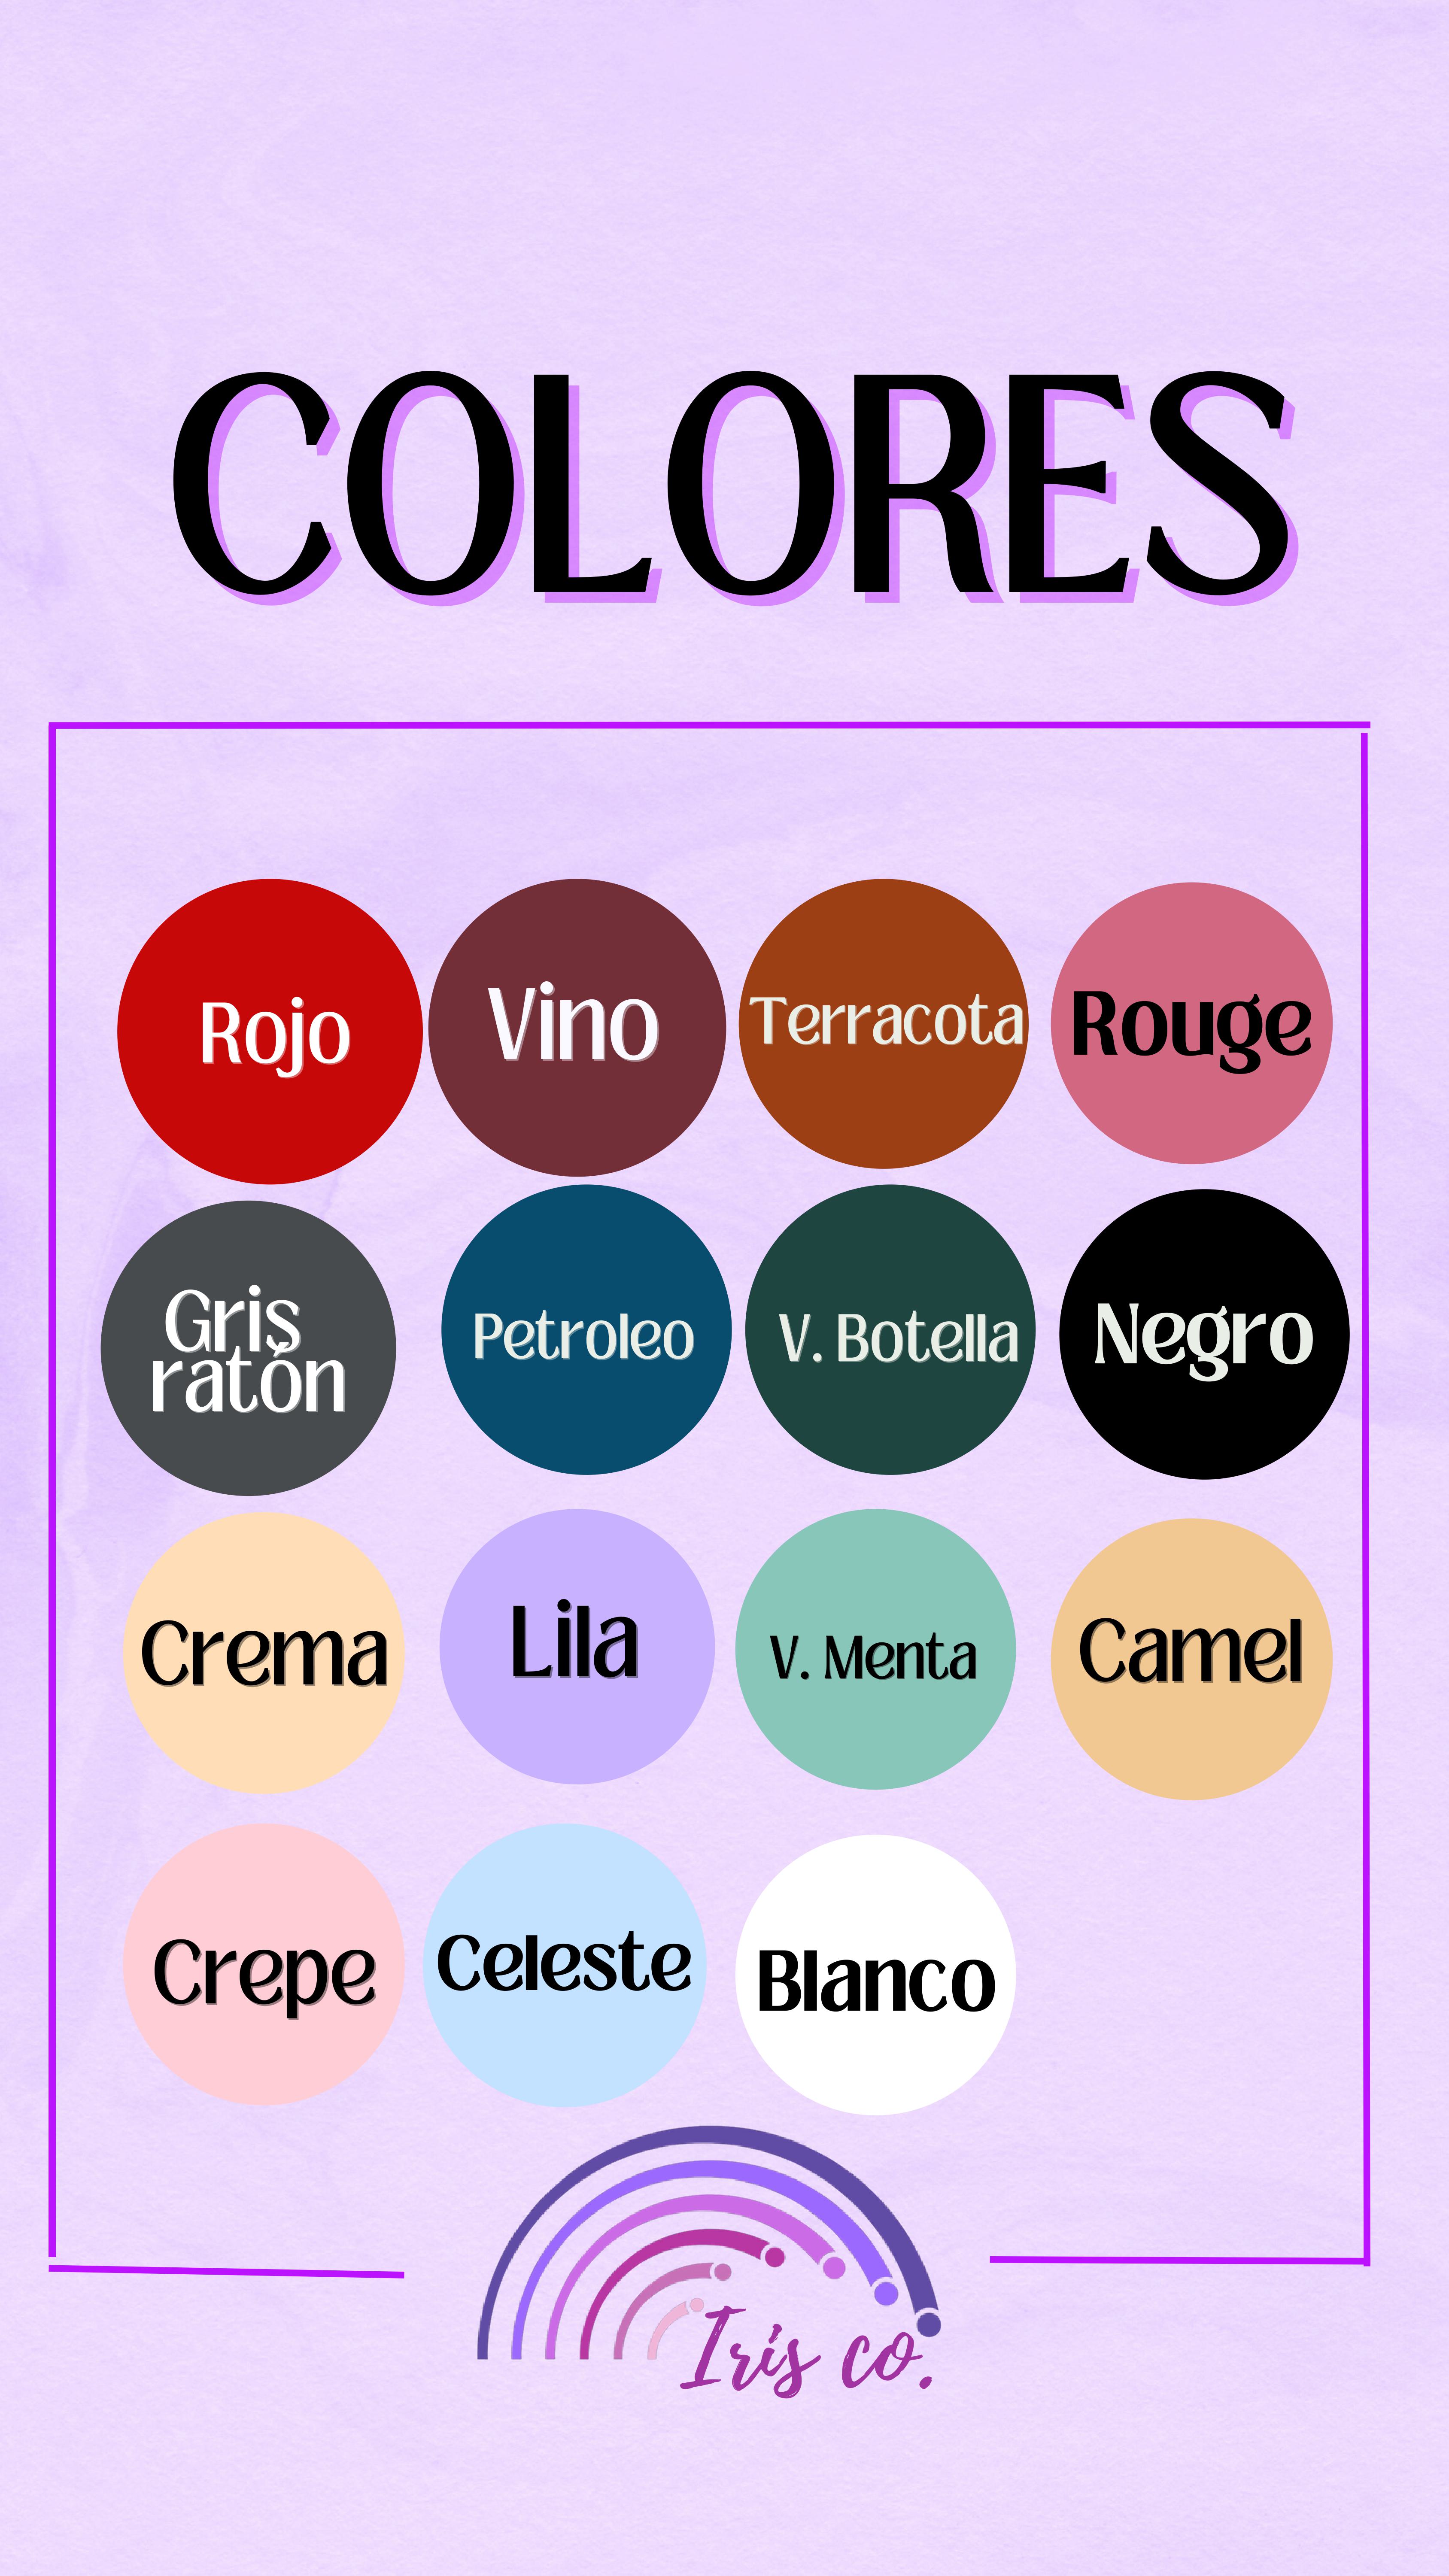 COLORES
Rojo
Vino
Terracota
Rouge
Gris
ratón
Petroleo
V. Botella
Negro
Crema
Lila
V. Menta
Camel
Crepe
Celeste
Blanco
Iris co.